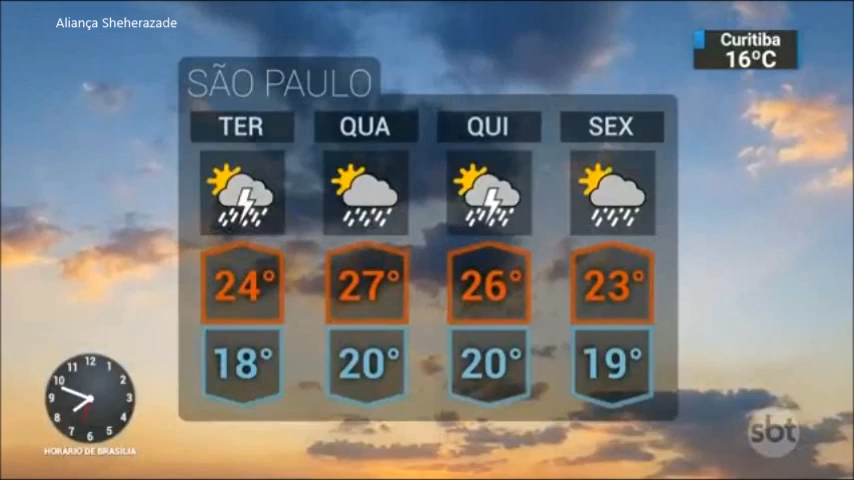 Aliança Sheherazade
Curitiba
16ºC
SÃO PAULO
TER QUA QUI SEX
24° 27° 26° 23°
18° 20° 20° 19°
12
11 1
10 2
9 3
8 4
7 5
6
HORÁRIO DE BRASÍLIA
sbt